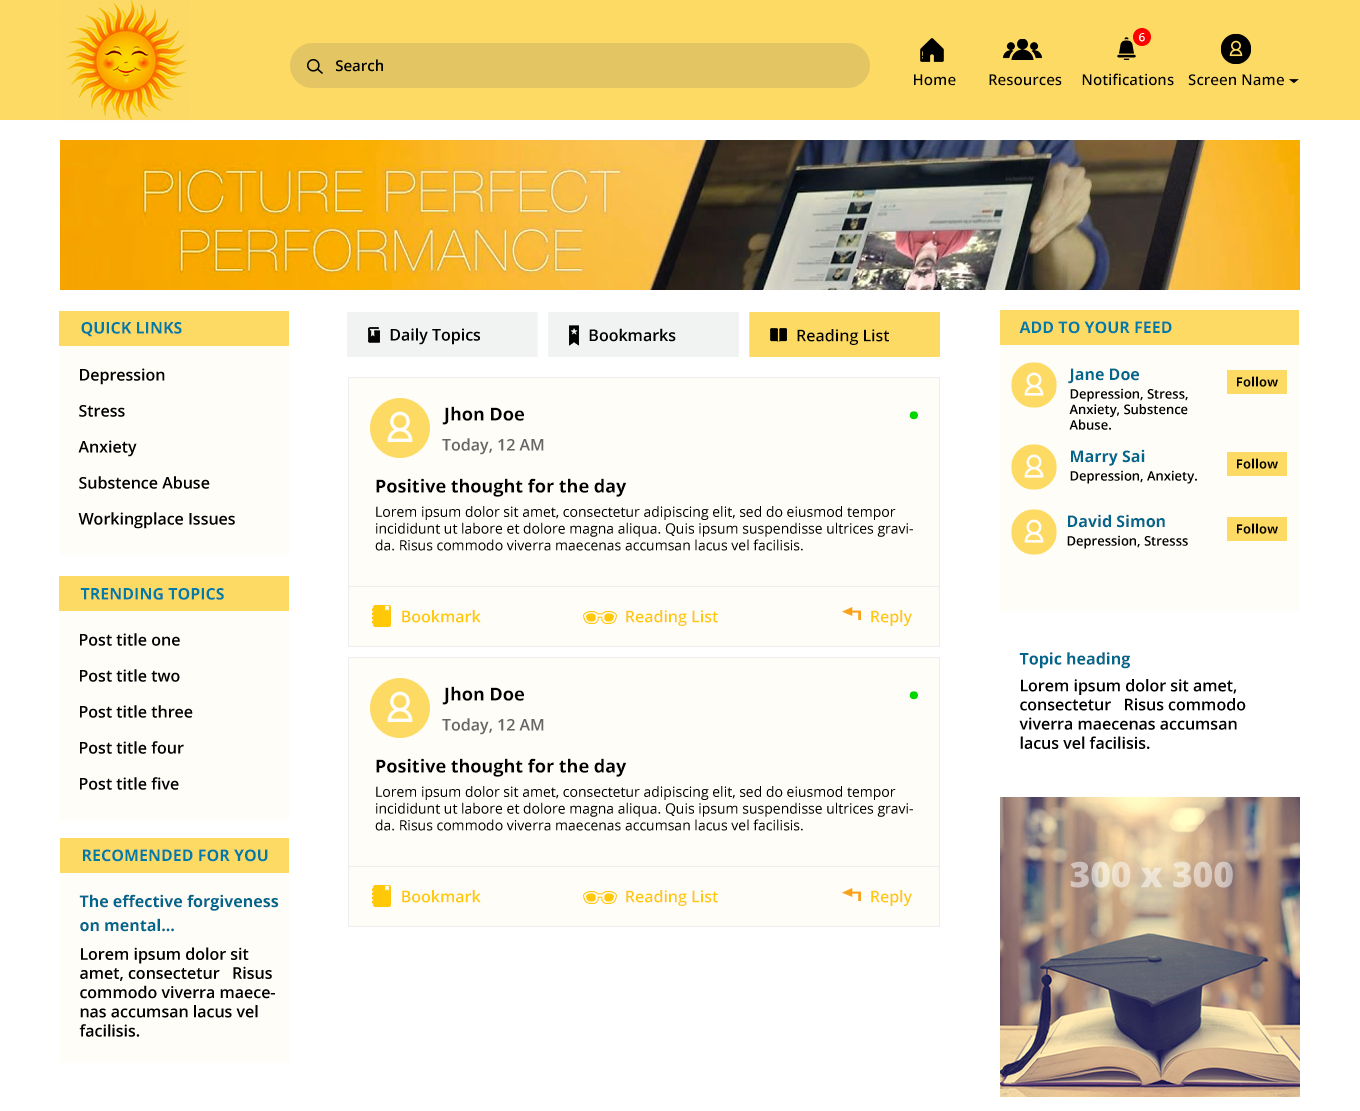 Search
Home
Resources
6
Notifications
Screen Name
PICTURE PERFECT
PERFORMANCE
QUICK LINKS
Depression
Stress
Anxiety
Substence Abuse
Workingplace Issues
TRENDING TOPICS
Post title one
Post title two
Post title three
Post title four
Post title five
RECOMENDED FOR YOU
The effective forgiveness
on mental...
Lorem ipsum dolor sit
amet, consectetur Risus
commodo viverra maece-
nas accumsan lacus vel
facilisis.
Daily Topics
Bookmarks
Reading List
Jhon Doe
Today, 12 AM
Positive thought for the day
Lorem ipsum dolor sit amet, consectetur adipiscing elit, sed do eiusmod tempor
incididunt ut labore et dolore magna aliqua. Quis ipsum suspendisse ultrices gravi-
da. Risus commodo viverra maecenas accumsan lacus vel facilisis.
Bookmark
Reading List
Reply
Jhon Doe
Today, 12 AM
Positive thought for the day
Lorem ipsum dolor sit amet, consectetur adipiscing elit, sed do eiusmod tempor
incididunt ut labore et dolore magna aliqua. Quis ipsum suspendisse ultrices gravi-
da. Risus commodo viverra maecenas accumsan lacus vel facilisis.
Bookmark
Reading List
Reply
ADD TO YOUR FEED
Jane Doe
Depression, Stress,
Anxiety, Substence
Abuse.
Follow
Marry Sai
Depression, Anxiety.
Follow
David Simon
Depression, Stresss
Follow
Topic heading
Lorem ipsum dolor sit amet,
consectetur Risus commodo
viverra maecenas accumsan
lacus vel facilisis.
300 x 300